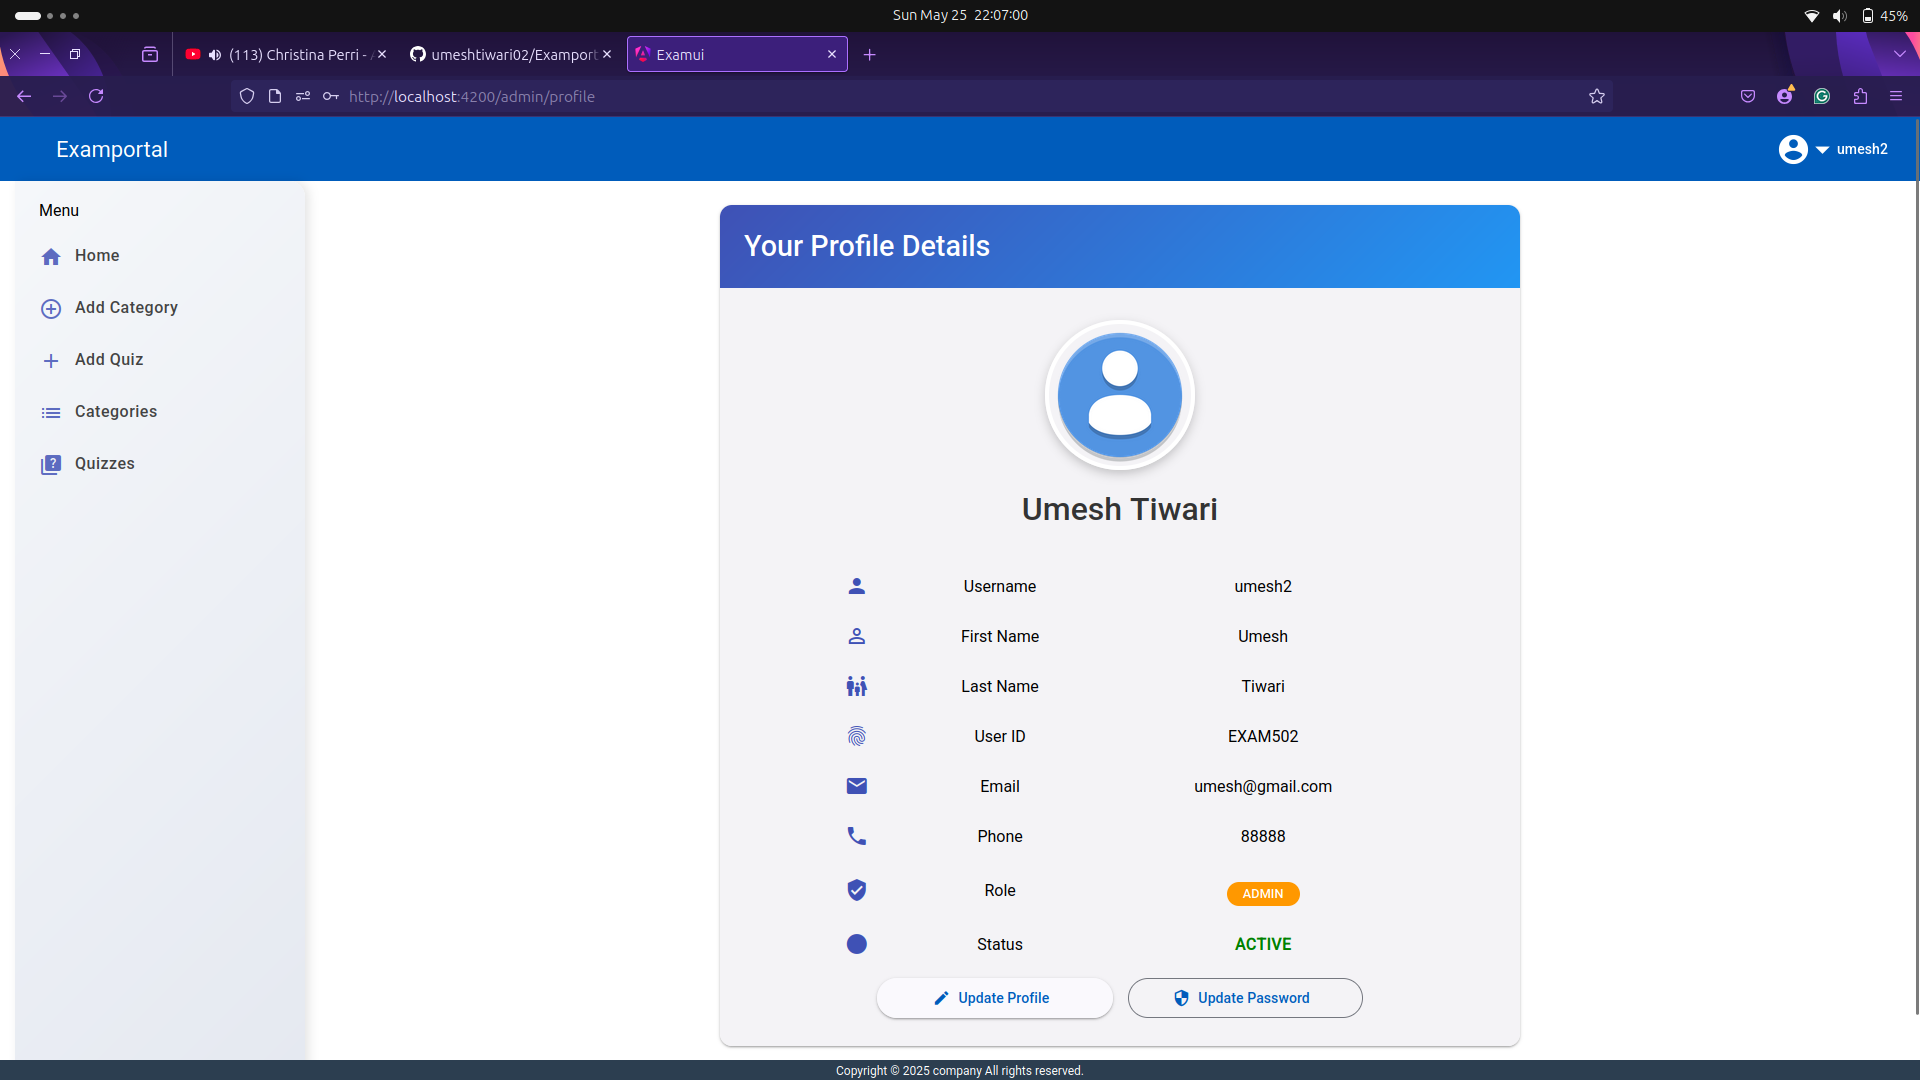 Sun May 25 22:07:00
45%
(113) Christina Perri -
umeshtiwari02/Examport
Examui
http://localhost:4200/admin/profile
Examportal
umesh2
Menu
Home
Add Category
Add Quiz
Categories
Quizzes
Your Profile Details
Umesh Tiwari
Username umesh2
First Name Umesh
Last Name Tiwari
User ID EXAM502
Email umesh@gmail.com
Phone 88888
Role ADMIN
Status ACTIVE
Update Profile
Update Password
Copyright © 2025 company All rights reserved.